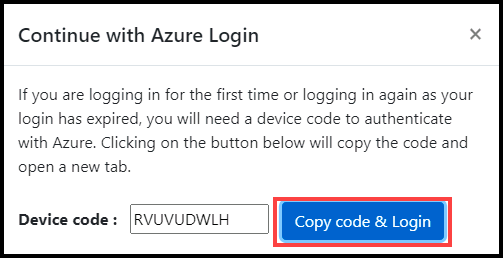 Continue with Azure Login ×
If you are logging in for the first time or logging in again as your
login has expired, you will need a device code to authenticate
with Azure. Clicking on the button below will copy the code and
open a new tab.
Device code : RVUVUDWLH Copy code & Login